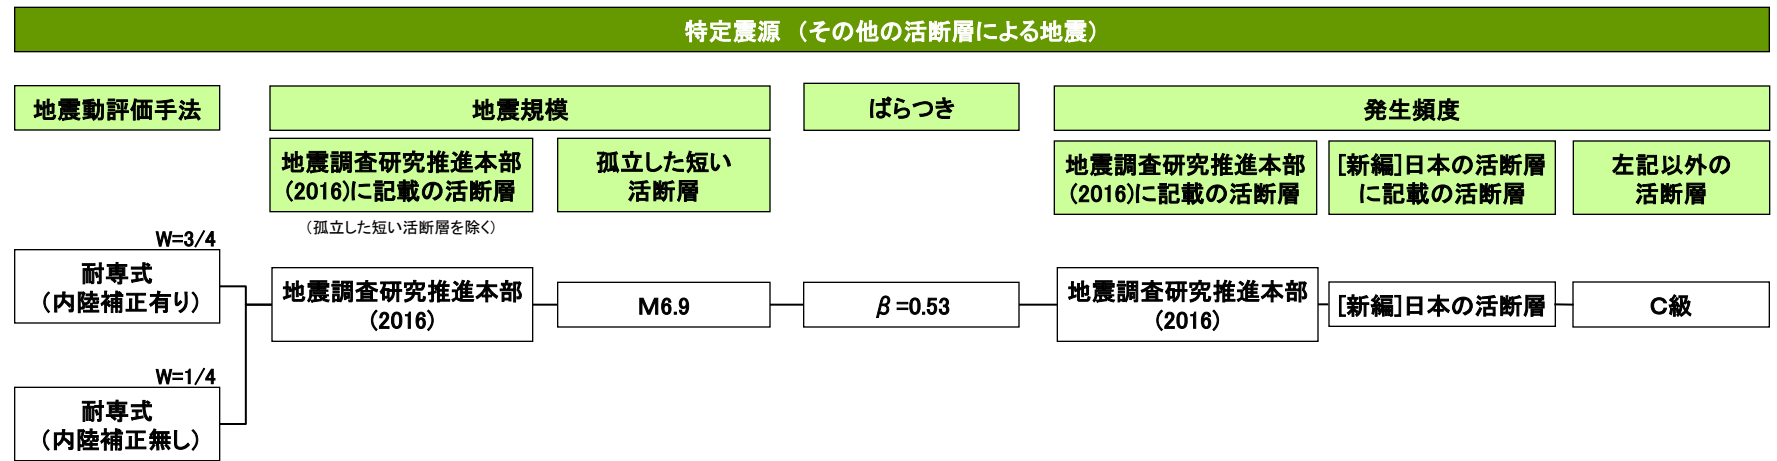 特定震源 （その他の活断層による地震）
地震動評価手法
地震規模
ばらつき
発生頻度
地震調査研究推進本部
(2016)に記載の活断層
孤立した短い
活断層
地震調査研究推進本部
(2016)に記載の活断層
[新編]日本の活断層
に記載の活断層
左記以外の
活断層
（孤立した短い活断層を除く）
W=3/4
耐専式
（内陸補正有り）
地震調査研究推進本部
(2016)
M6.9
β=0.53
地震調査研究推進本部
(2016)
[新編]日本の活断層
C級
W=1/4
耐専式
（内陸補正無し）